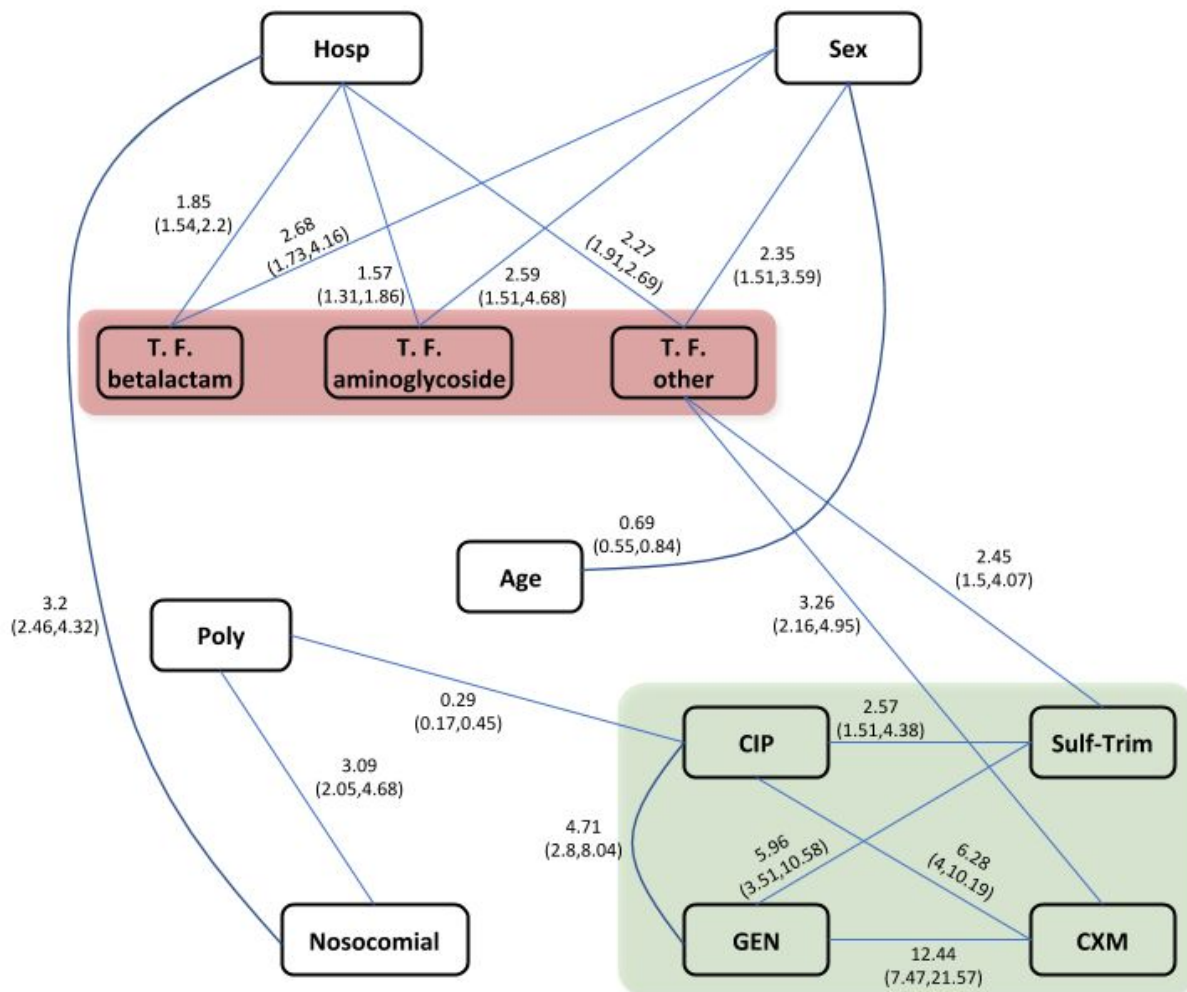 Hosp
Sex
1.85
(1.54,2.2)
2.68
(1.73,4.16)
1.57
(1.31,1.86)
2.59
(1.51,4.68)
2.27
(1.91,2.69)
2.35
(1.51,3.59)
T. F.
betalactam
T. F.
aminoglycoside
T. F.
other
0.69
(0.55,0.84)
Age
2.45
(1.5,4.07)
3.2
(2.46,4.32)
3.26
(2.16,4.95)
Poly
0.29
(0.17,0.45)
CIP
2.57
(1.51,4.38)
Sulf-Trim
3.09
(2.05,4.68)
4.71
(2.8,8.04)
5.96
(3.51,10.58)
6.28
(4,10.19)
Nosocomial
GEN
12.44
(7.47,21.57)
CXM